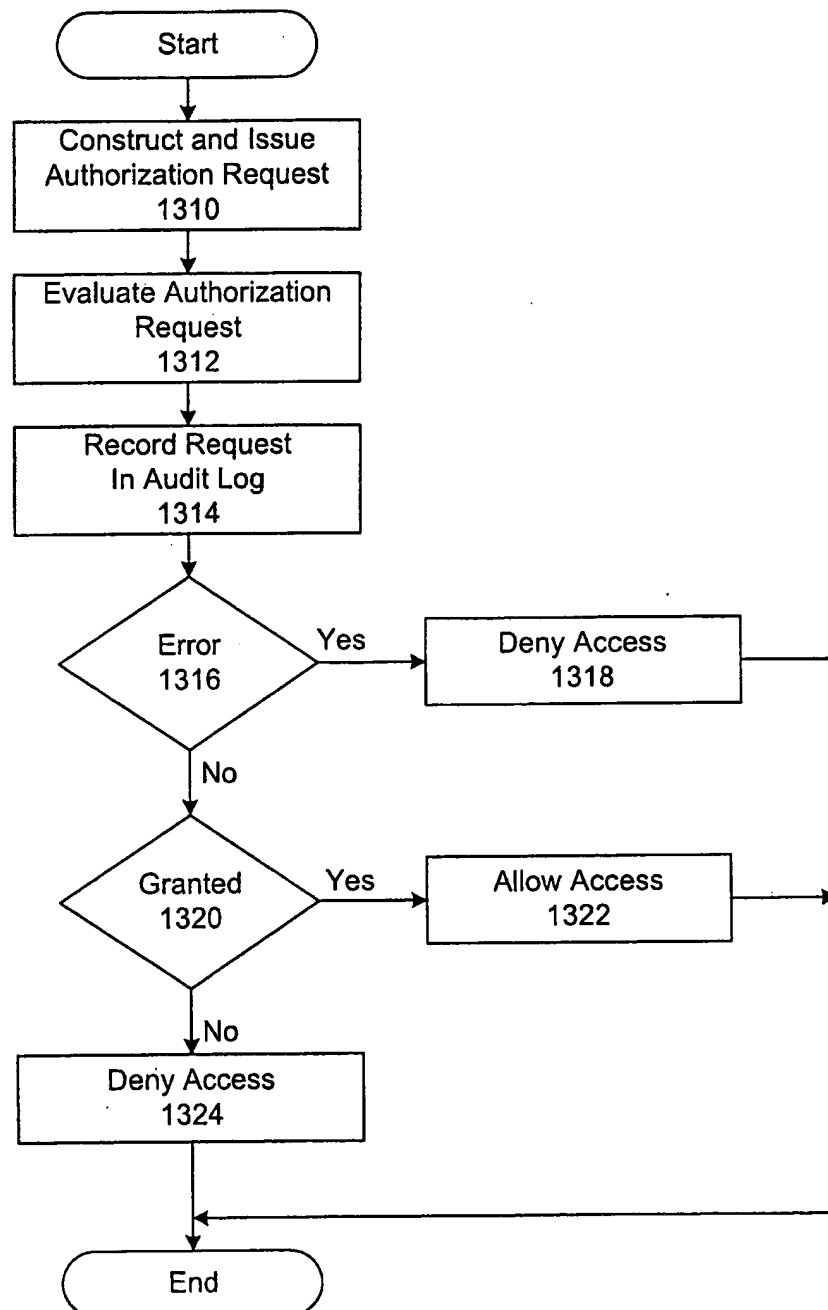 Start
Construct and Issue
Authorization Request
1310
Evaluate Authorization
Request
1312
Record Request
In Audit Log
1314
Error
1316
Yes
Deny Access
1318
No
Granted
1320
Yes
Allow Access
1322
No
Deny Access
1324
End